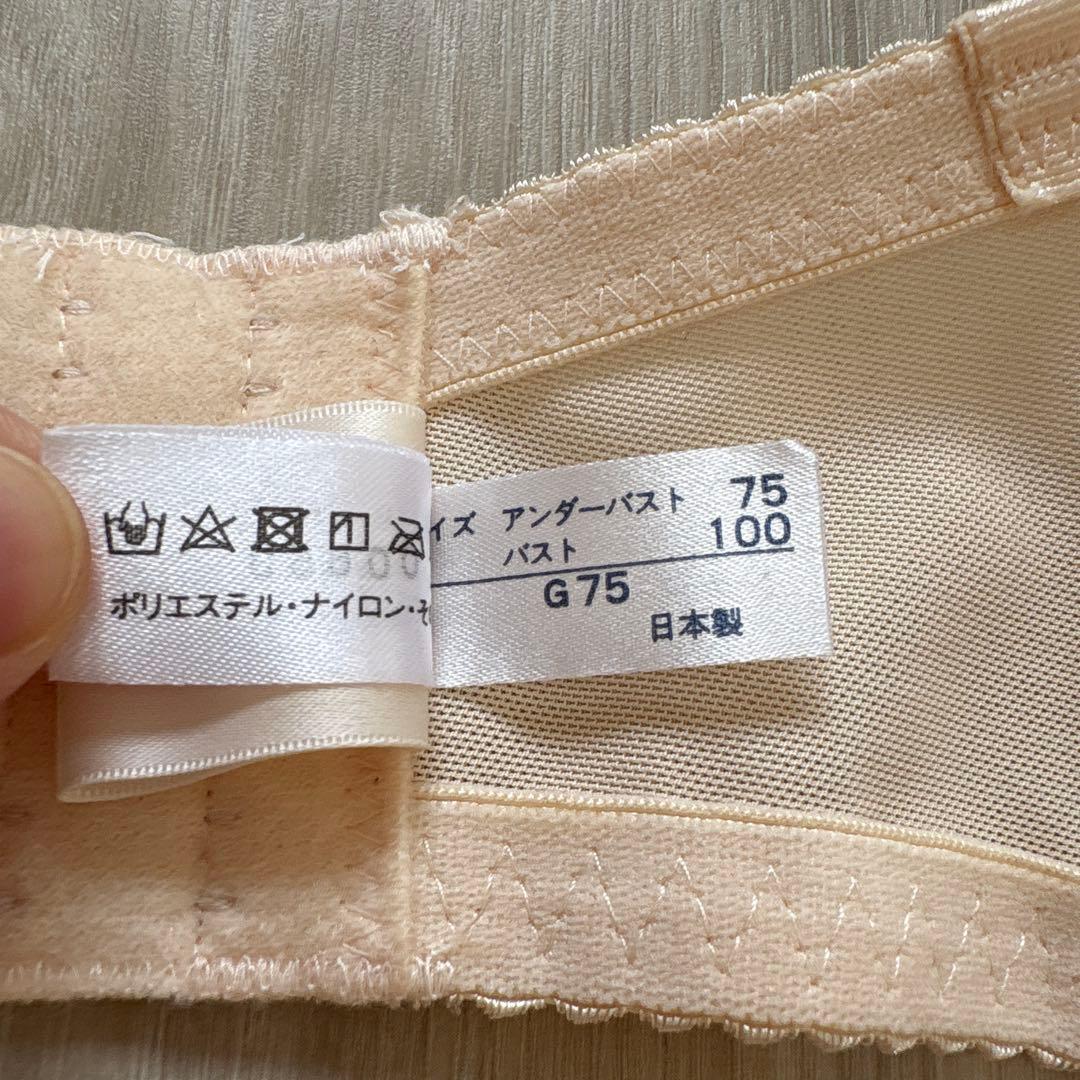 イズ アンダーバスト 75
バスト 100
G75
日本製
ポリエステル・ナイロン・そ